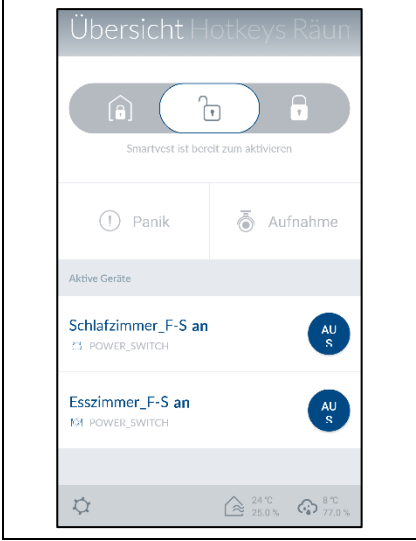 Übersicht Hotkeys Räun
Smartvest ist bereit zum aktivieren
Panik
Aufnahme
Aktive Geräte
Schlafzimmer_F-S an
POWER_SWITCH
AU
S
Esszimmer_F-S an
POWER_SWITCH
AU
S
24 °C
25.0 %
8 °C
77.0 %